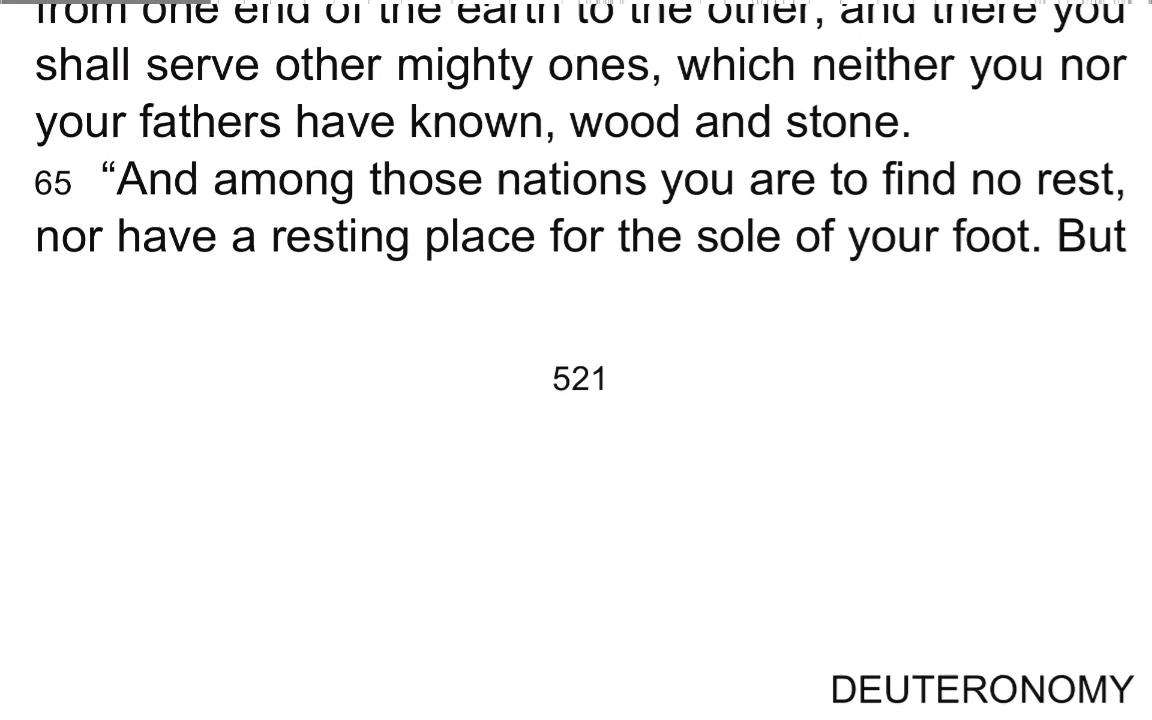 from one end of the earth to the other, and there you
shall serve other mighty ones, which neither you nor
your fathers have known, wood and stone.
65 “And among those nations you are to find no rest,
nor have a resting place for the sole of your foot. But
521
DEUTERONOMY